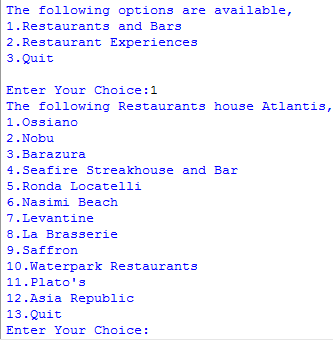 The following options are available,
1.Restaurants and Bars
2.Restaurant Experiences
3.Quit
Enter Your Choice:1
The following Restaurants house Atlantis,
1.Ossiano
2.Nobu
3.Barazura
4.Seafire Streakhouse and Bar
5.Ronda Locatelli
6.Nasimi Beach
7.Levantine
8.La Brasserie
9.Saffron
10.Waterpark Restaurants
11.Plato's
12.Asia Republic
13.Quit
Enter Your Choice: